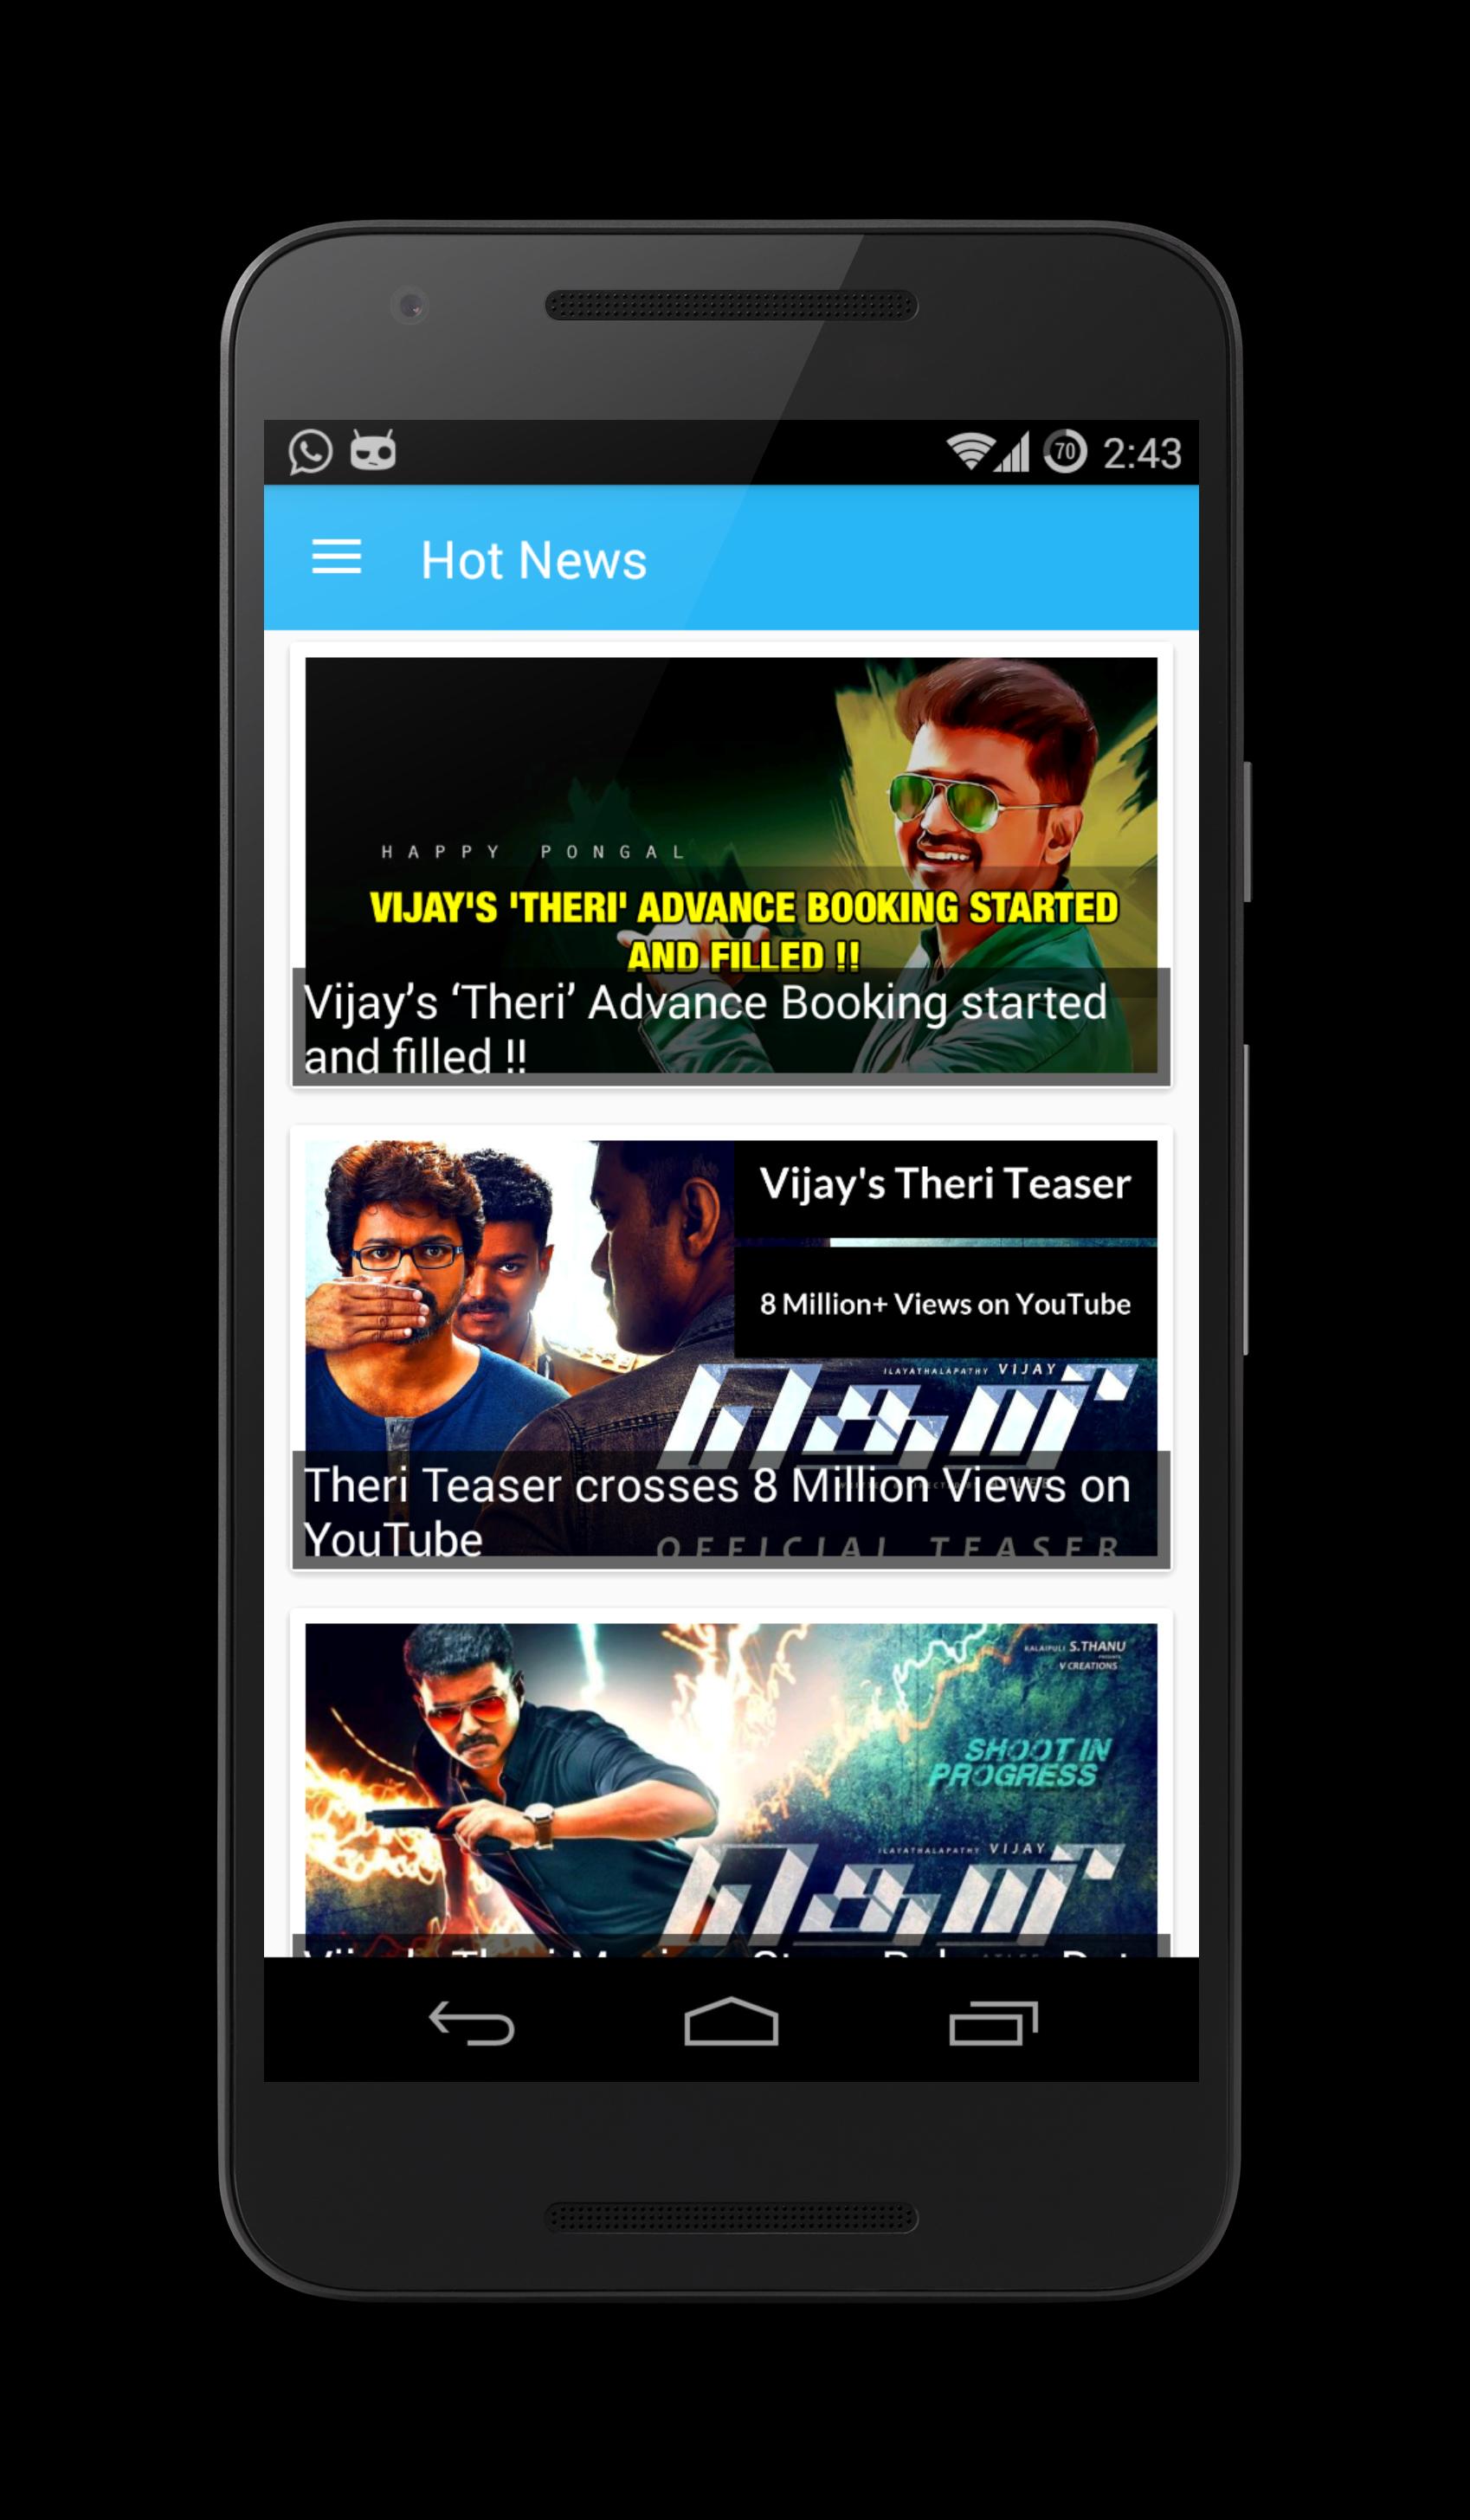 70 2:43
Hot News
HAPPY PONGAL
VIJAY'S 'THERI' ADVANCE BOOKING STARTED
AND FILLED !!
Vijay’s ‘Theri’ Advance Booking started
and filled !!
Vijay's Theri Teaser
8 Million+ Views on YouTube
ILAYATHALAPATHY VIJAY
தெறி
Theri Teaser crosses 8 Million Views on
YouTube
OFFICIAL TEASER
KALAIPULI S.THANU
PRESENTS
V CREATIONS
SHOOT IN
PROGRESS
ILAYATHALAPATHY VIJAY
தெறி